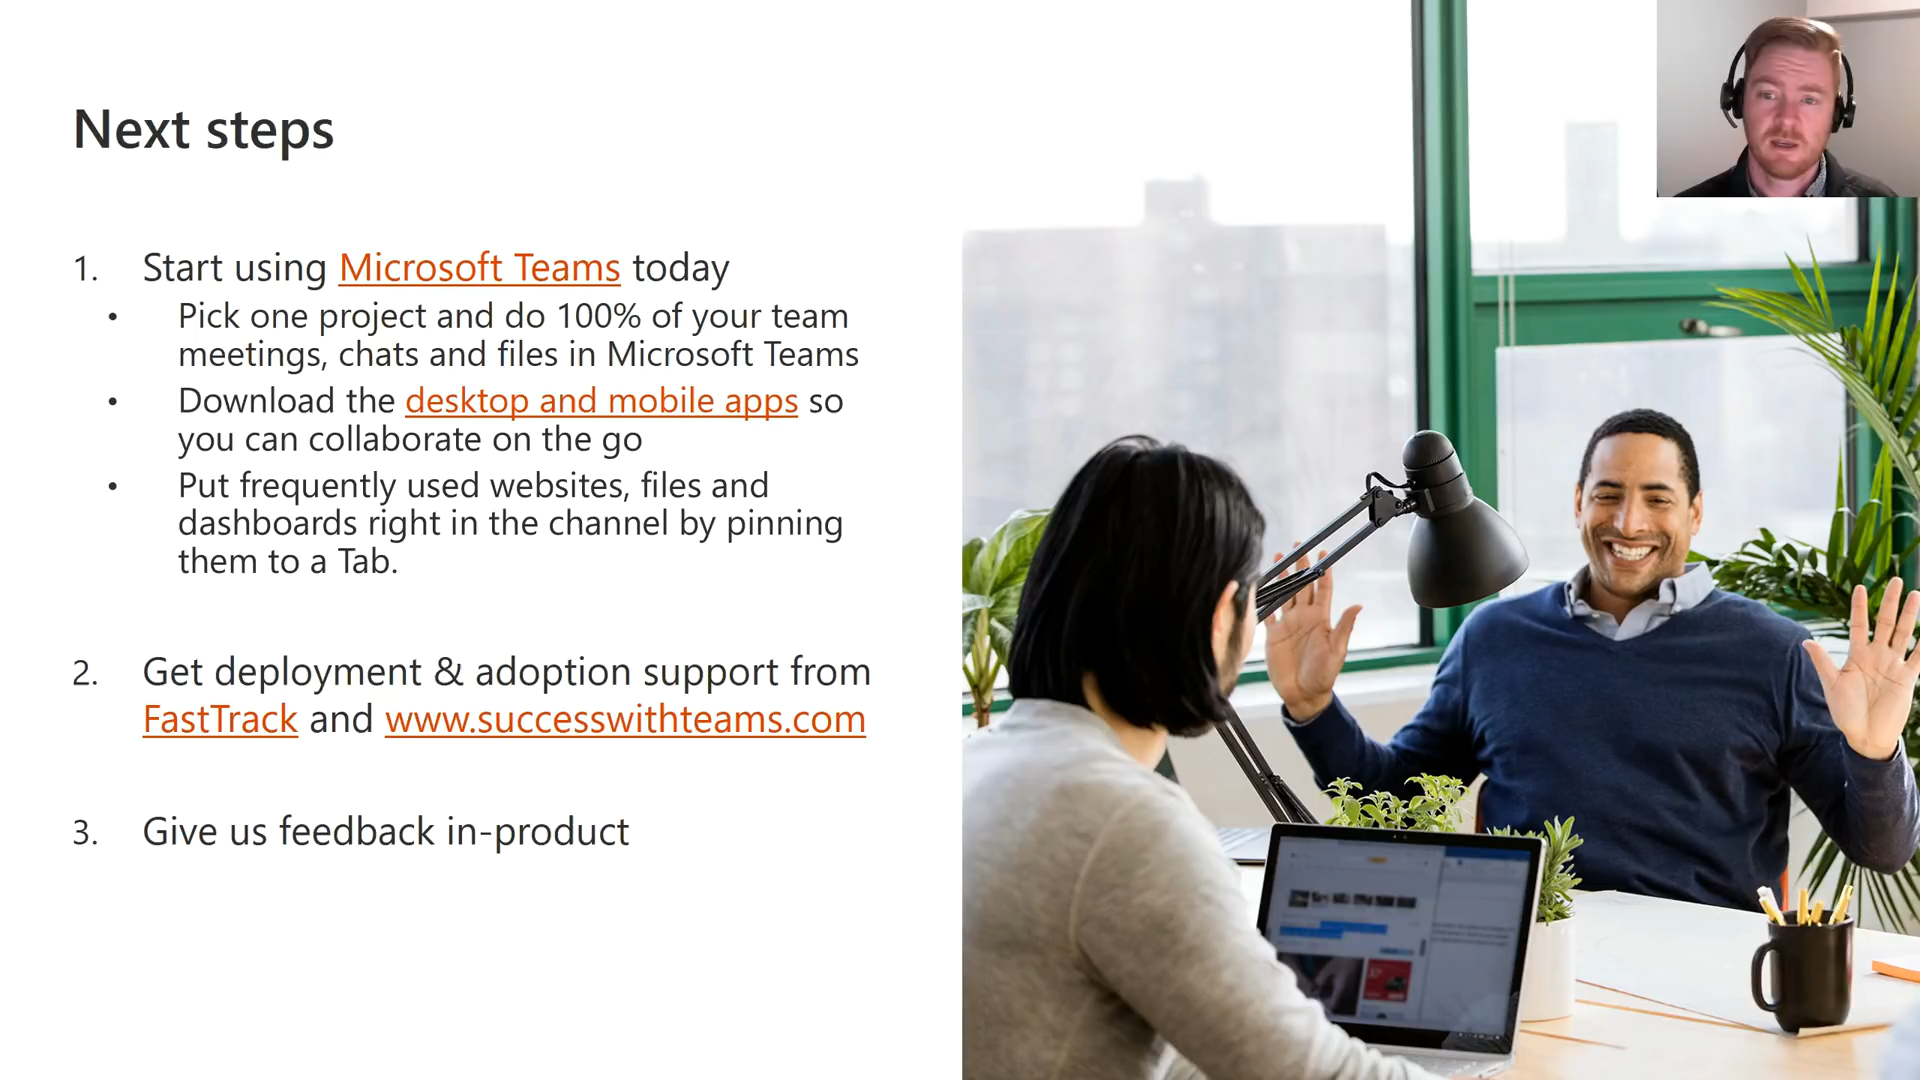 Next steps
1. Start using Microsoft Teams today
• Pick one project and do 100% of your team
meetings, chats and files in Microsoft Teams
• Download the desktop and mobile apps so
you can collaborate on the go
• Put frequently used websites, files and
dashboards right in the channel by pinning
them to a Tab.
2. Get deployment & adoption support from
FastTrack and www.successwithteams.com
3. Give us feedback in-product